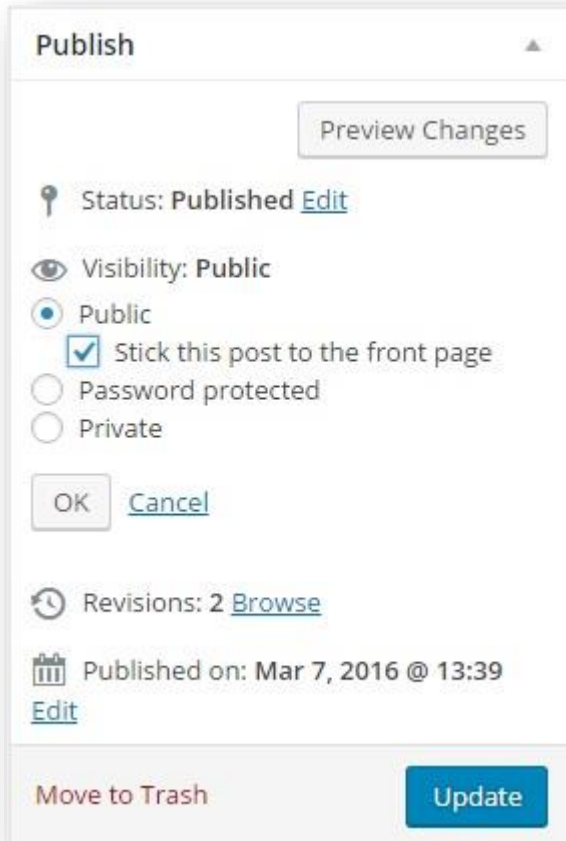 Publish
Preview Changes
Status: Published Edit
Visibility: Public
Public
Stick this post to the front page
Password protected
Private
OK Cancel
Revisions: 2 Browse
Published on: Mar 7, 2016 @ 13:39
Edit
Move to Trash Update